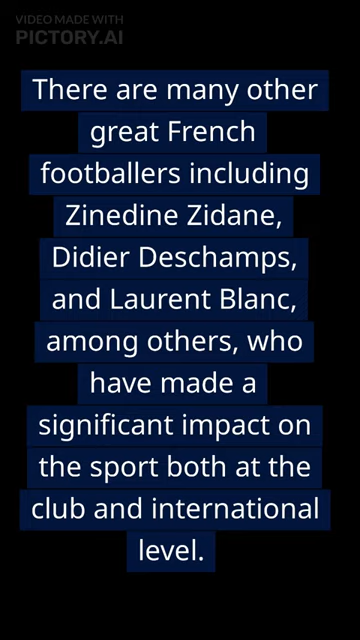 VIDEO MADE WITH
PICTORY.AI
There are many other
great French
footballers including
Zinedine Zidane,
Didier Deschamps,
and Laurent Blanc,
among others, who
have made a
significant impact on
the sport both at the
club and international
level.